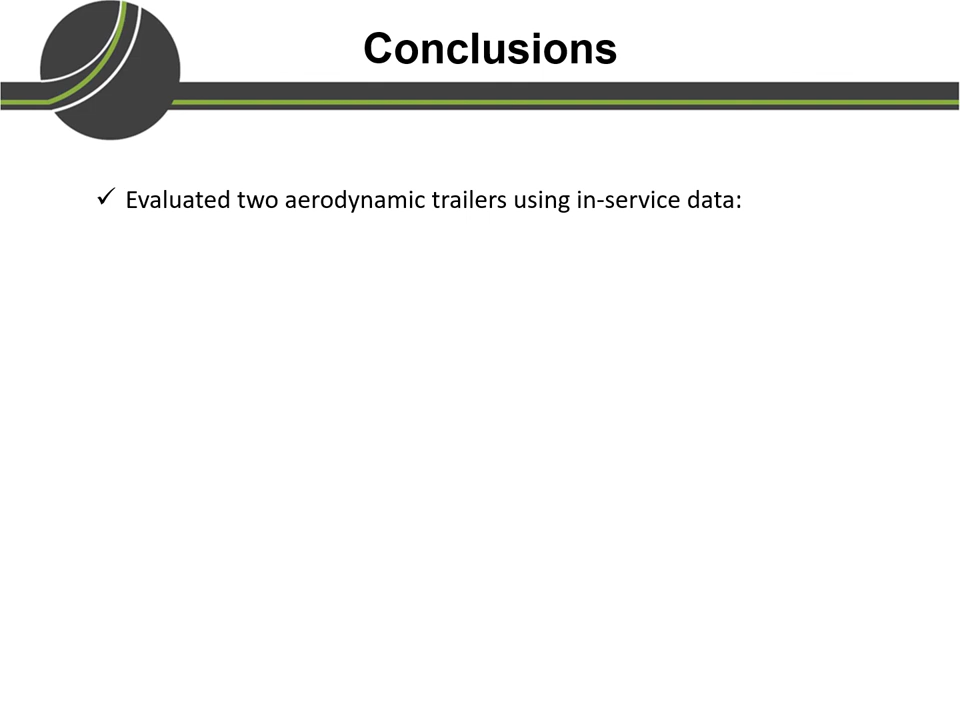 Conclusions
✓ Evaluated two aerodynamic trailers using in-service data: